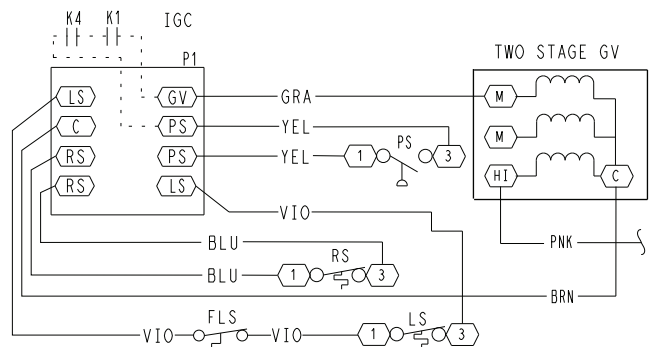 K4 K1 IGC
P1
TWO STAGE GV
LS GV GRA M
C PS YEL M
RS PS YEL 1 PS 3 HI C
RS LS VIO
BLU PNK
BLU 1 RS 3
BRN
VIO FLS VIO 1 LS 3